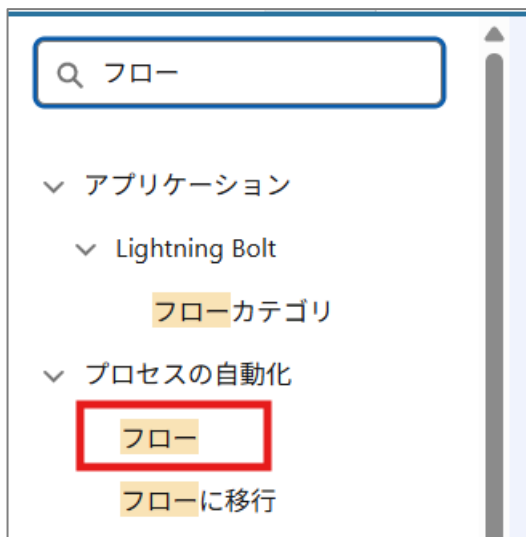 フロー
アプリケーション
Lightning Bolt
フローカテゴリ
プロセスの自動化
フロー
フローに移行